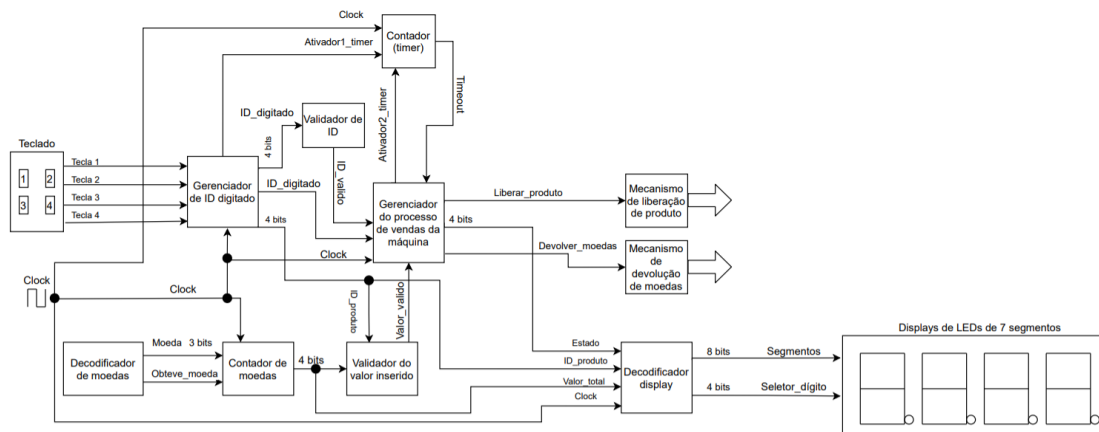 Clock
Ativador1_timer
Contador
(timer)
Timeout
Ativador2_timer
ID_digitado
4 bits
Validador de
ID
ID_valido
Teclado
1
2
3
4
Tecla 1
Tecla 2
Tecla 3
Tecla 4
Gerenciador
de ID digitado
ID_digitado
4 bits
Gerenciador
do processo
de vendas da
máquina
Liberar_produto
4 bits
Mecanismo
de liberação
de produto
Devolver_moedas
Mecanismo
de
devolução
de moedas
Clock
Clock
Clock
ID_produto
Valor_valido
Decodificador
de moedas
Moeda 3 bits
Obteve_moeda
Contador de
moedas
4 bits
Validador do
valor inserido
Estado
ID_produto
Valor_total
Clock
Decodificador
display
8 bits
Segmentos
4 bits
Seletor_dígito
Displays de LEDs de 7 segmentos